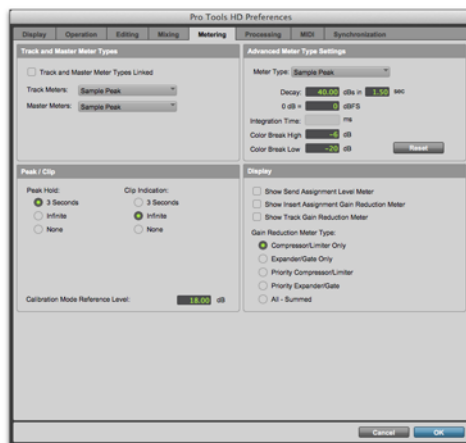 Pro Tools HD Preferences
Display Operation Editing Mixing Metering Processing MIDI Synchronization
Track and Master Meter Types
Track and Master Meter Types Linked
Track Meters: Sample Peak
Master Meters: Sample Peak
Advanced Meter Type Settings
Meter Type: Sample Peak
Decay: 40.00 dBs in 1.50 sec
0 dB = 0 dBFS
Integration Time: ms
Color Break High -6 dB
Color Break Low -20 dB Reset
Peak / Clip
Peak Hold: Clip Indication:
3 Seconds 3 Seconds
Infinite Infinite
None None
Calibration Mode Reference Level: 18.00 dB
Display
Show Send Assignment Level Meter
Show Insert Assignment Gain Reduction Meter
Show Track Gain Reduction Meter
Gain Reduction Meter Type:
Compressor/Limiter Only
Expander/Gate Only
Priority Compressor/Limiter
Priority Expander/Gate
All - Summed
Cancel OK